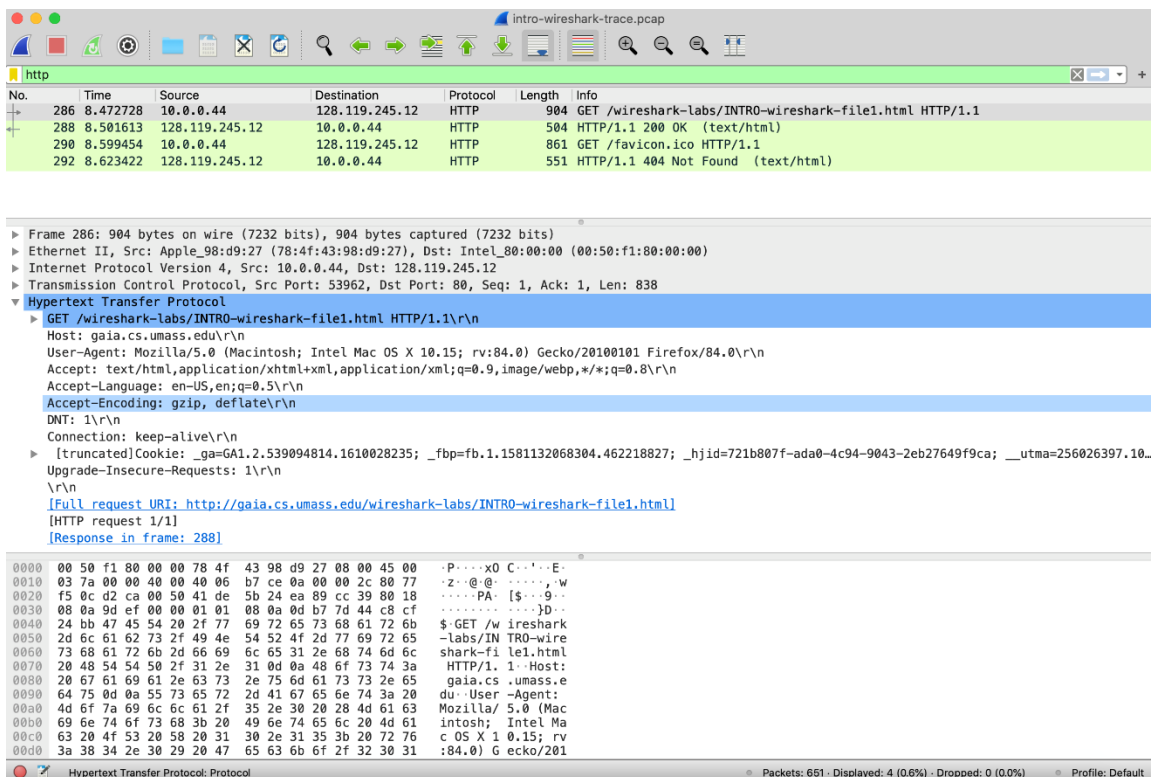 intro-wireshark-trace.pcap
http
No. Time Source Destination Protocol Length Info
286 8.472728 10.0.0.44 128.119.245.12 HTTP 904 GET /wireshark-labs/INTRO-wireshark-file1.html HTTP/1.1
288 8.501613 128.119.245.12 10.0.0.44 HTTP 504 HTTP/1.1 200 OK (text/html)
290 8.599454 10.0.0.44 128.119.245.12 HTTP 861 GET /favicon.ico HTTP/1.1
292 8.623422 128.119.245.12 10.0.0.44 HTTP 551 HTTP/1.1 404 Not Found (text/html)
Frame 286: 904 bytes on wire (7232 bits), 904 bytes captured (7232 bits)
Ethernet II, Src: Apple_98:d9:27 (78:4f:43:98:d9:27), Dst: Intel_80:00:00 (00:50:f1:80:00:00)
Internet Protocol Version 4, Src: 10.0.0.44, Dst: 128.119.245.12
Transmission Control Protocol, Src Port: 53962, Dst Port: 80, Seq: 1, Ack: 1, Len: 838
Hypertext Transfer Protocol
GET /wireshark-labs/INTRO-wireshark-file1.html HTTP/1.1\r\n
Host: gaia.cs.umass.edu\r\n
User-Agent: Mozilla/5.0 (Macintosh; Intel Mac OS X 10.15; rv:84.0) Gecko/20100101 Firefox/84.0\r\n
Accept: text/html,application/xhtml+xml,application/xml;q=0.9,image/webp,*/*;q=0.8\r\n
Accept-Language: en-US,en;q=0.5\r\n
Accept-Encoding: gzip, deflate\r\n
DNT: 1\r\n
Connection: keep-alive\r\n
[truncated]Cookie: _ga=GA1.2.539094814.1610028235; _fbp=fb.1.1581132068304.462218827; _hjid=721b807f-ada0-4c94-9043-2eb27649f9ca; __utma=256026397.10…
Upgrade-Insecure-Requests: 1\r\n
\r\n
[Full request URI: http://gaia.cs.umass.edu/wireshark-labs/INTRO-wireshark-file1.html]
[HTTP request 1/1]
[Response in frame: 288]
0000 00 50 f1 80 00 00 78 4f 43 98 d9 27 08 00 45 00 ·P····xO C··'··E·
0010 03 7a 00 00 40 00 40 06 b7 ce 0a 00 00 2c 80 77 ·z··@·@· ·····,·w
0020 f5 0c d2 ca 00 50 41 de 5b 24 ea 89 cc 39 80 18 ·····PA· [$···9··
0030 08 0a 9d ef 00 00 01 01 08 0a 0d b7 7d 44 c8 cf ········ ····}D··
0040 24 bb 47 45 54 20 2f 77 69 72 65 73 68 61 72 6b $·GET /w ireshark
0050 2d 6c 61 62 73 2f 49 4e 54 52 4f 2d 77 69 72 65 -labs/IN TRO-wire
0060 73 68 61 72 6b 2d 66 69 6c 65 31 2e 68 74 6d 6c shark-fi le1.html
0070 20 48 54 54 50 2f 31 2e 31 0d 0a 48 6f 73 74 3a HTTP/1. 1··Host:
0080 20 67 61 69 61 2e 63 73 2e 75 6d 61 73 73 2e 65 gaia.cs .umass.e
0090 64 75 0d 0a 55 73 65 72 2d 41 67 65 6e 74 3a 20 du··User -Agent:
00a0 4d 6f 7a 69 6c 6c 61 2f 35 2e 30 20 28 4d 61 63 Mozilla/ 5.0 (Mac
00b0 69 6e 74 6f 73 68 3b 20 49 6e 74 65 6c 20 4d 61 intosh; Intel Ma
00c0 63 20 4f 53 20 58 20 31 30 2e 31 35 3b 20 72 76 c OS X 1 0.15; rv
00d0 3a 38 34 2e 30 29 20 47 65 63 6b 6f 2f 32 30 31 :84.0) G ecko/201
Hypertext Transfer Protocol: Protocol Packets: 651 · Displayed: 4 (0.6%) · Dropped: 0 (0.0%) Profile: Default